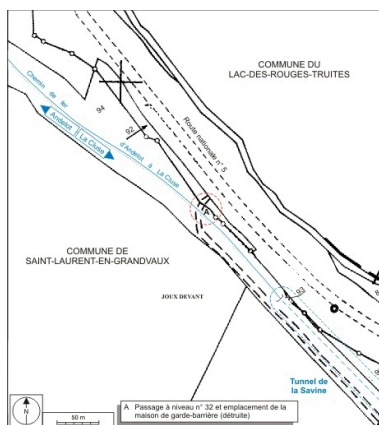 COMMUNE DU
LAC-DES-ROUGES-TRUITES
Chemin de fer
94
Route nationale n° 5
92
Andelot
La Cluse
d'Andelot à La Cluse
A
COMMUNE DE
SAINT-LAURENT-EN-GRANDVAUX
JOUX DEVANT
93
Tunnel de
la Savine
N
50 m
A Passage à niveau n° 32 et emplacement de la
maison de garde-barrière (détruite)